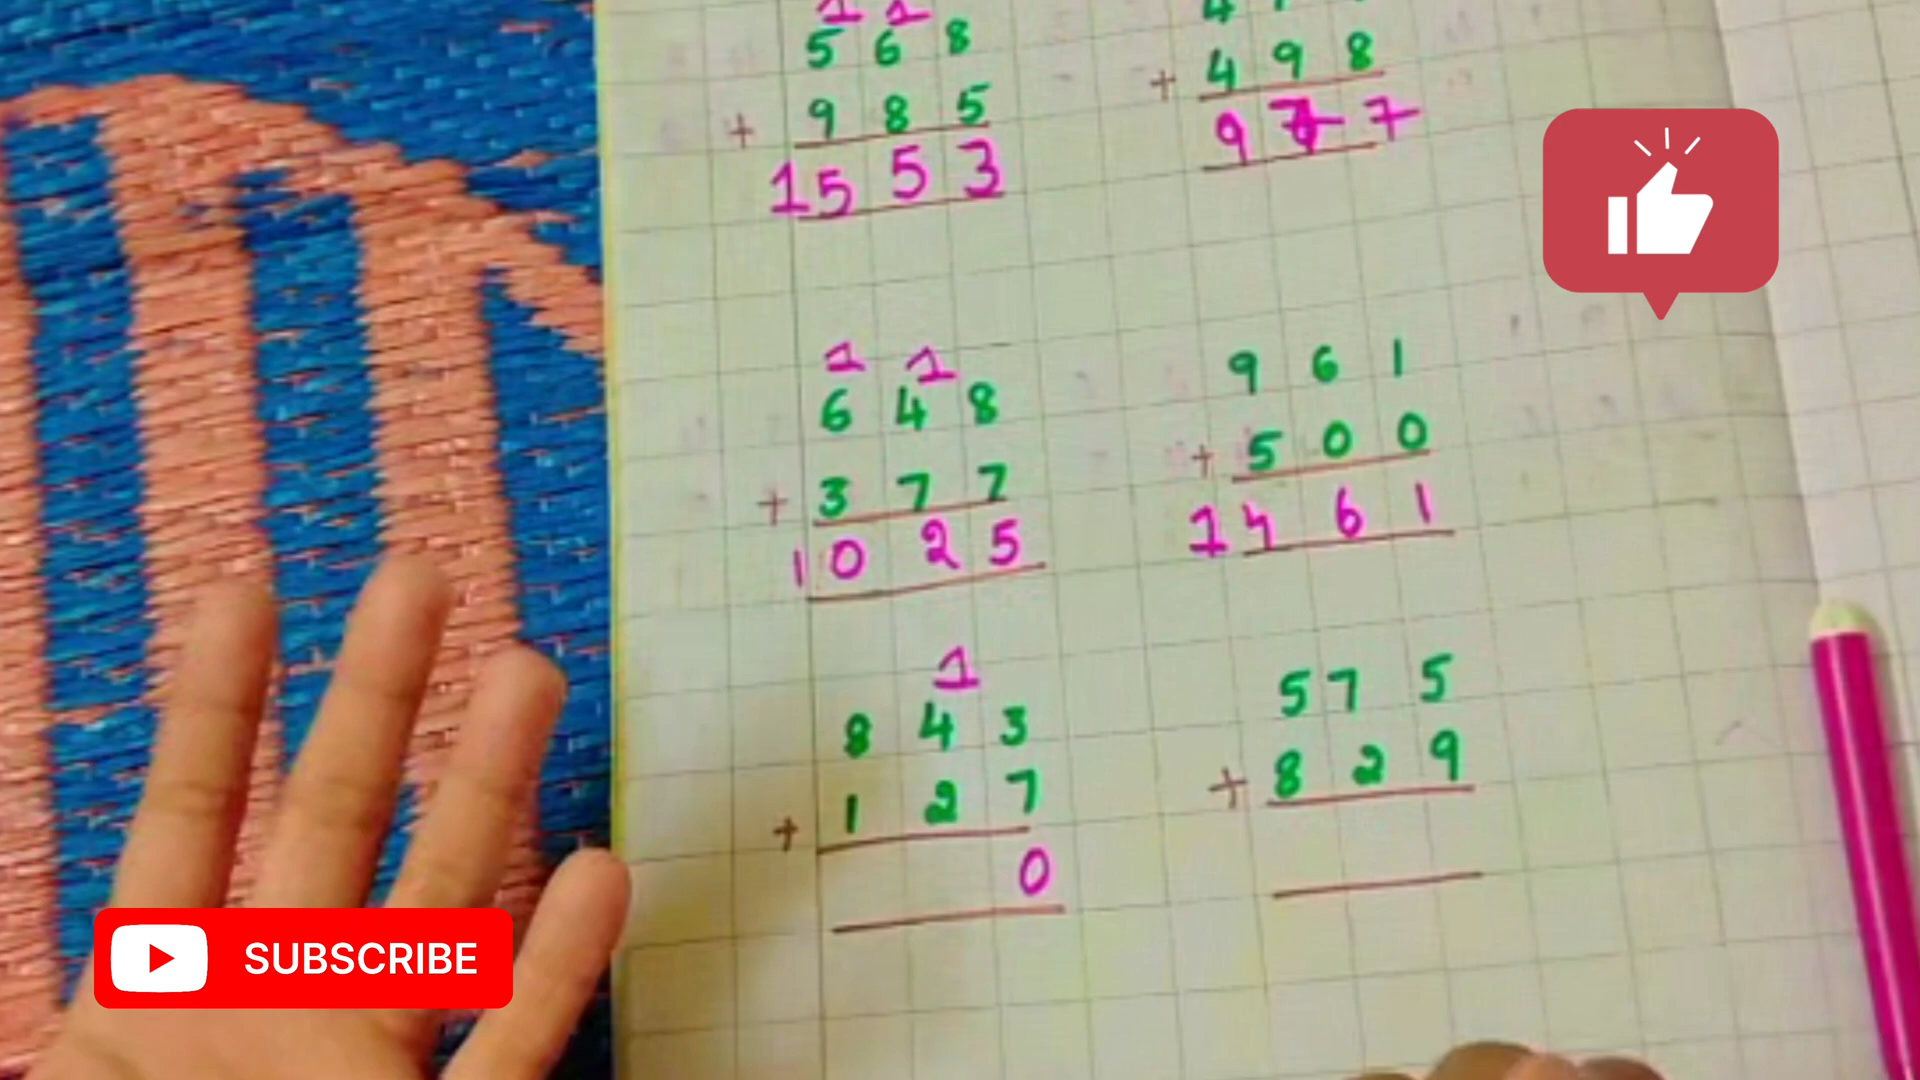 1 1
5 6 8
+ 9 8 5
1 5 5 3
+ 4 9 8
9 7 7
1 1
6 4 8
+ 3 7 7
1 0 2 5
9 6 1
+ 5 0 0
1 4 6 1
1
8 4 3
+ 1 2 7
0
5 7 5
+ 8 2 9
SUBSCRIBE